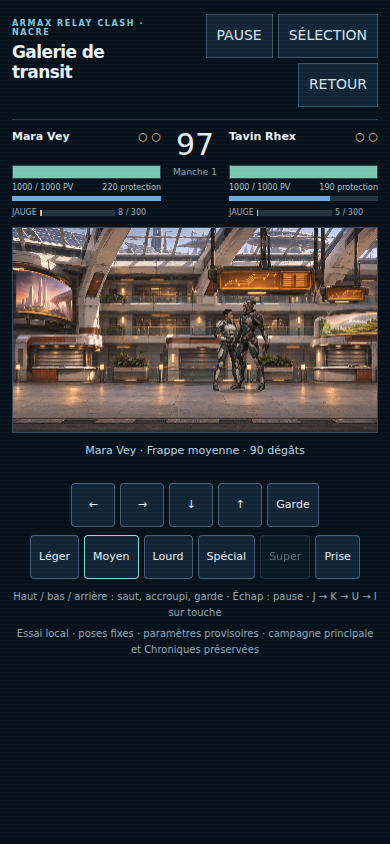 ARMAX RELAY CLASH ·
NACRE
Galerie de
transit
PAUSE
SÉLECTION
RETOUR
Mara Vey
97
Tavin Rhex
Manche 1
1000 / 1000 PV
220 protection
1000 / 1000 PV
190 protection
JAUGE
8 / 300
JAUGE
5 / 300
Mara Vey · Frappe moyenne · 90 dégâts
←
→
↓
↑
Garde
Léger
Moyen
Lourd
Spécial
Super
Prise
Haut / bas / arrière : saut, accroupi, garde · Échap : pause · J → K → U → I
sur touche
Essai local · poses fixes · paramètres provisoires · campagne principale
et Chroniques préservées